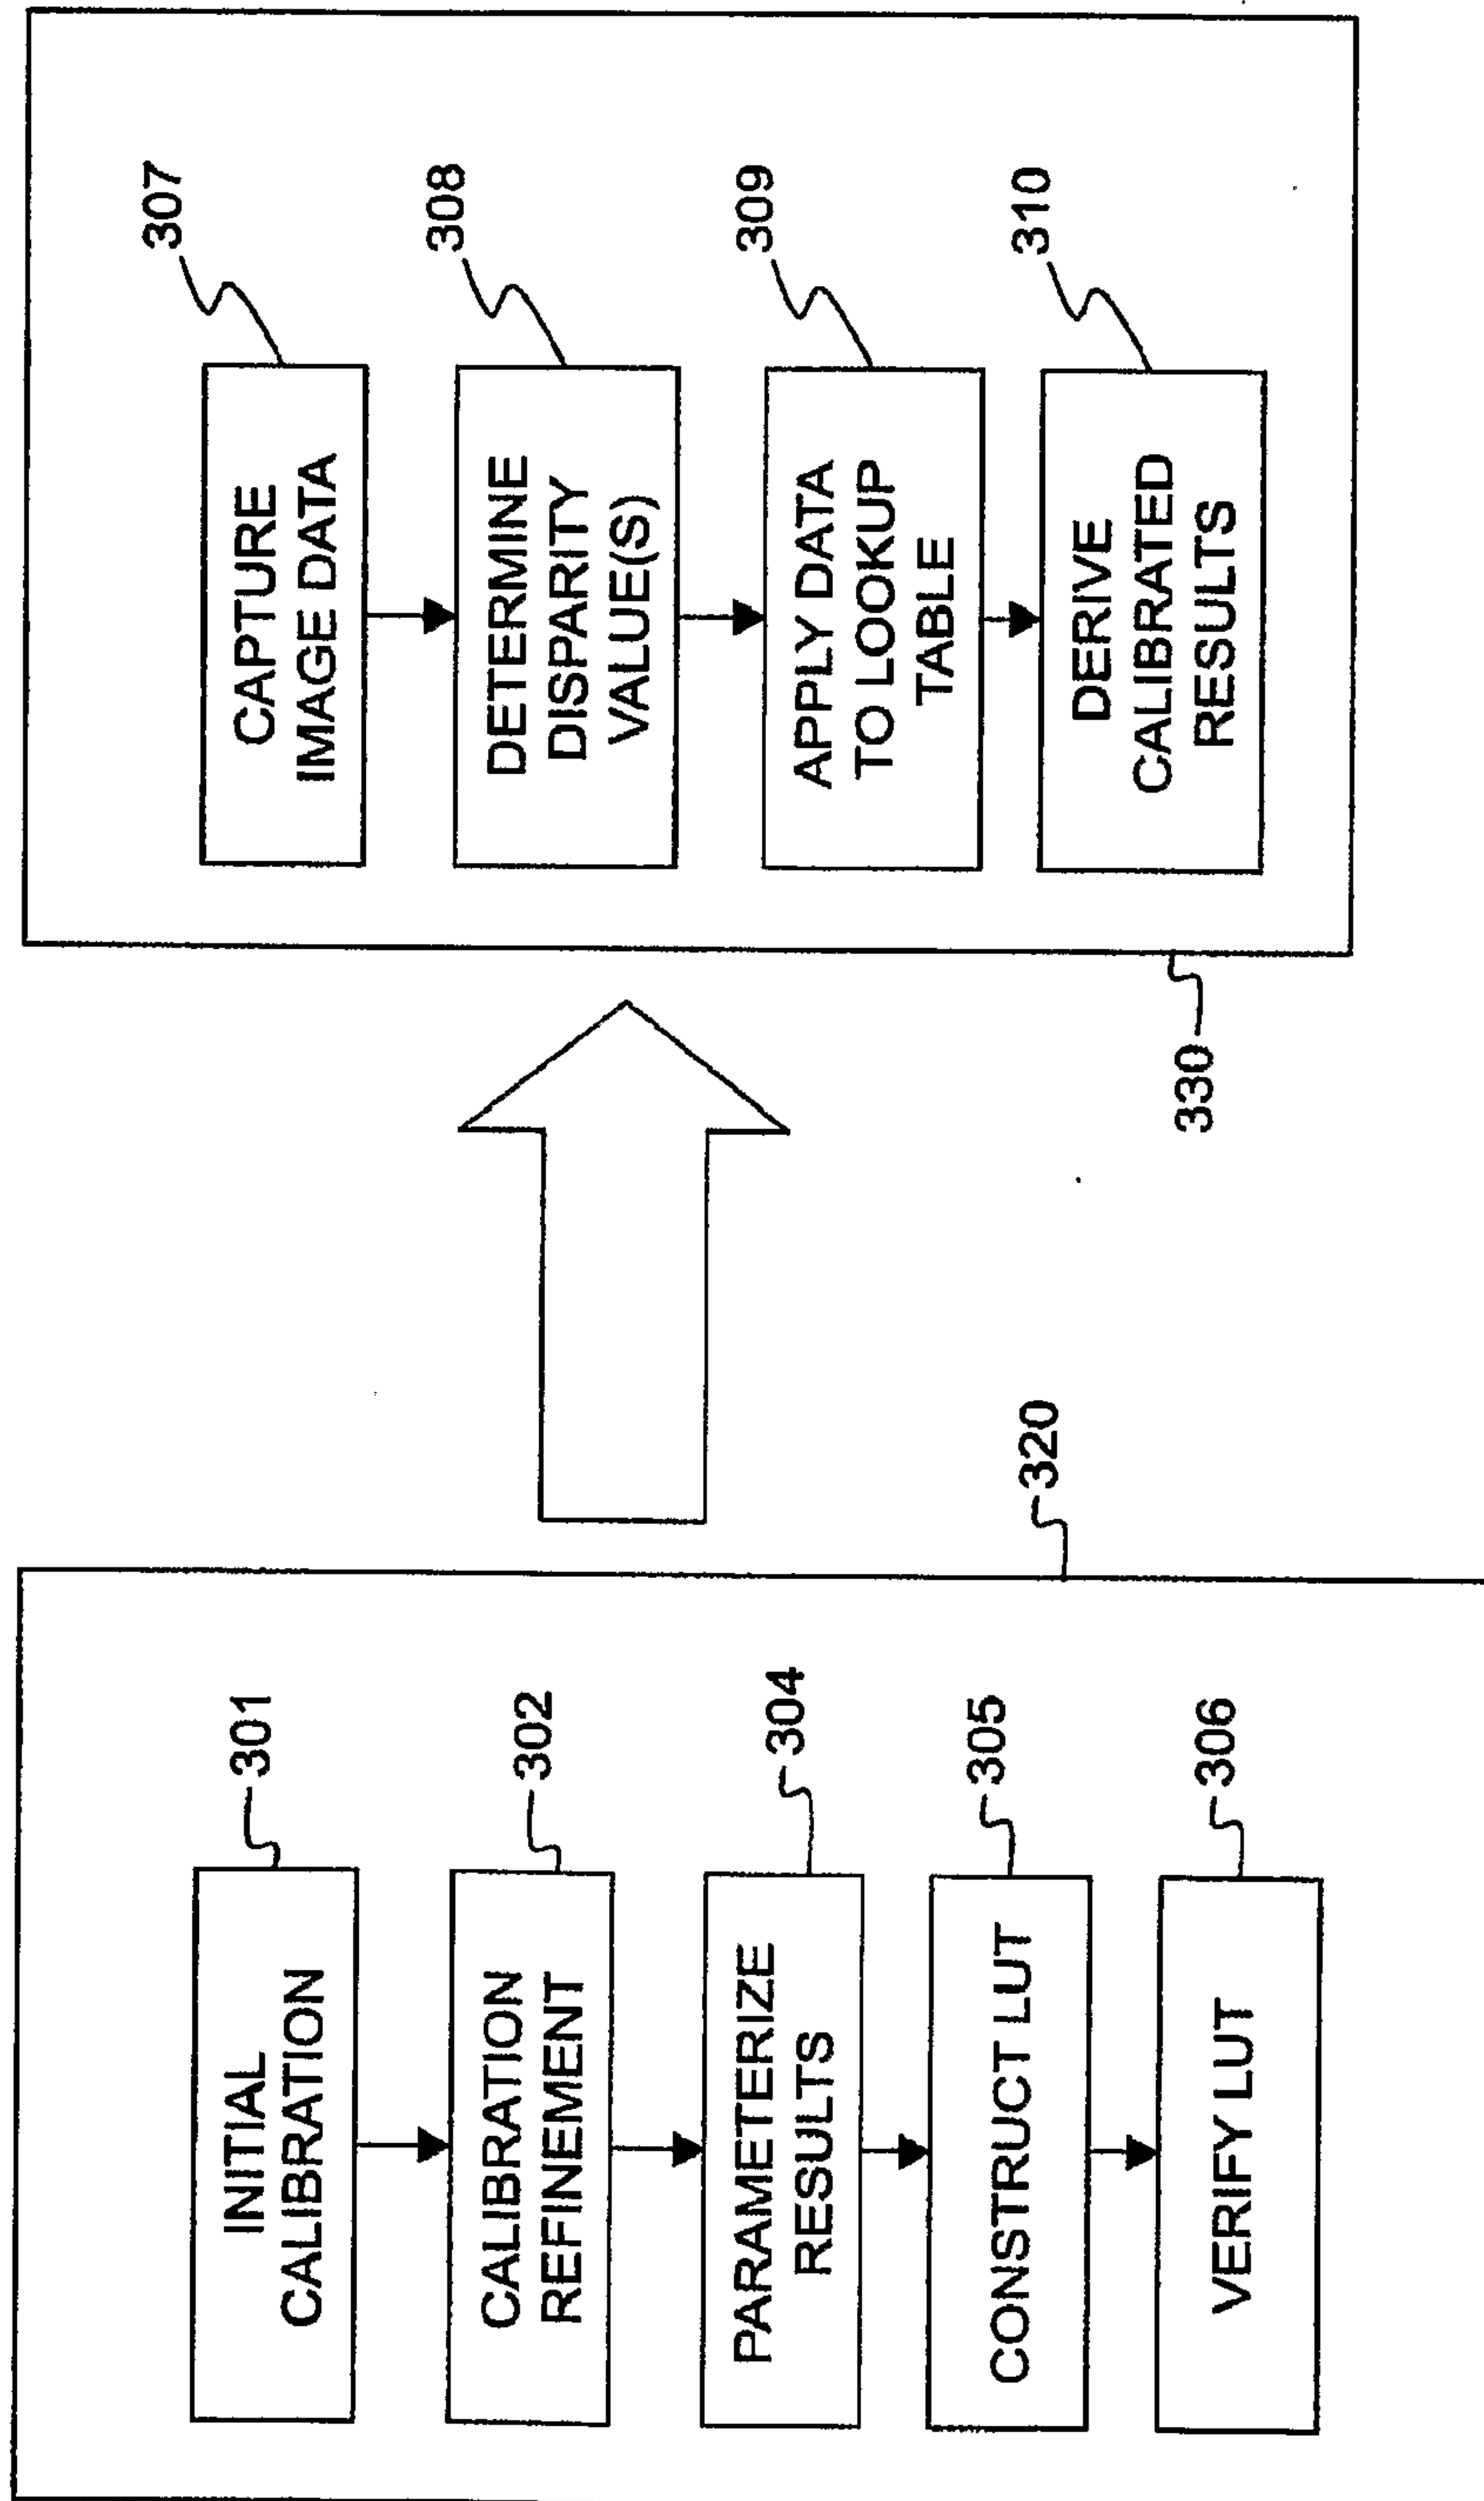 INITIAL
CALIBRATION
301
CALIBRATION
REFINEMENT
302
PARAMETERIZE
RESULTS
304
CONSTRUCT LUT
305
VERIFY LUT
306
320
CAPTURE
IMAGE DATA
307
DETERMINE
DISPARITY
VALUE(S)
308
APPLY DATA
TO LOOKUP
TABLE
309
DERIVE
CALIBRATED
RESULTS
310
330